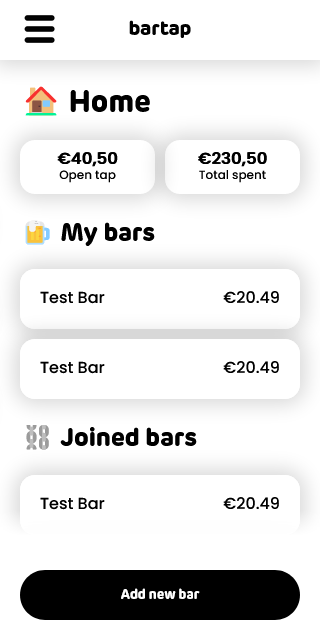 bartap
Home
€40,50
Open tap
€230,50
Total spent
My bars
Test Bar
€20.49
Test Bar
€20.49
Joined bars
Test Bar
€20.49
Add new bar